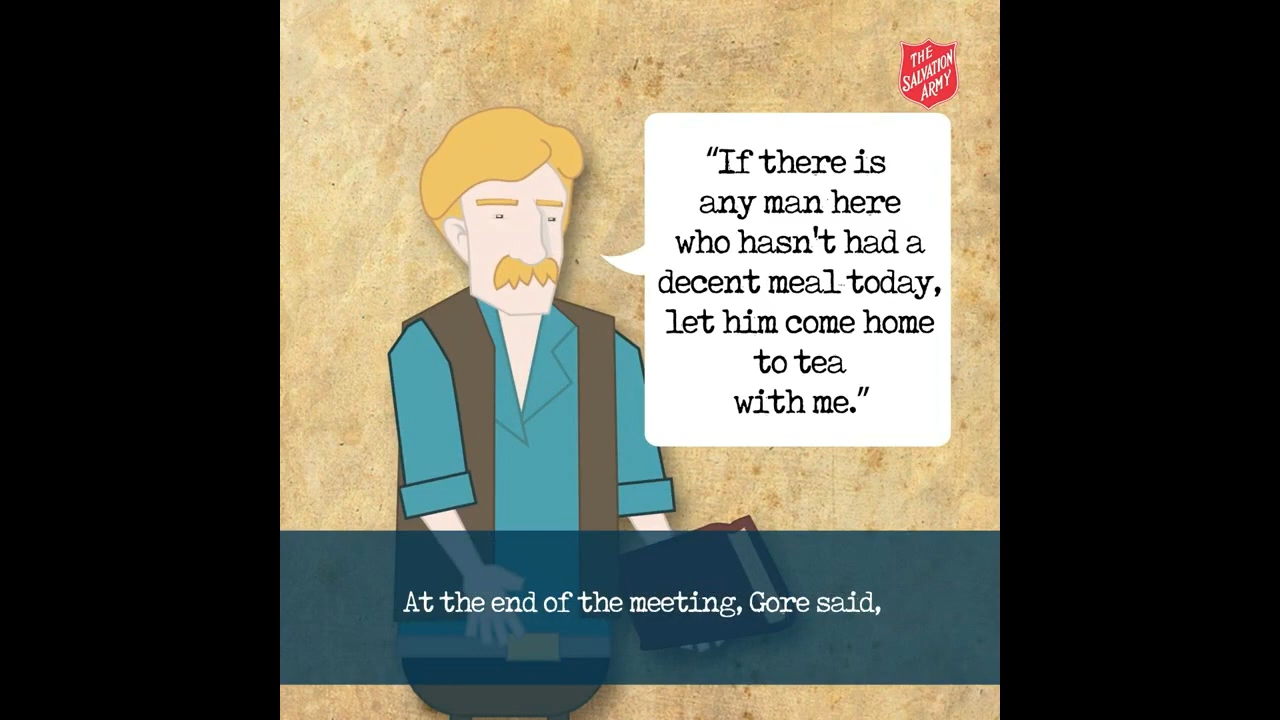 THE
SALVATION
ARMY
“If there is
any man here
who hasn't had a
decent meal today,
let him come home
to tea
with me.”
At the end of the meeting, Gore said,